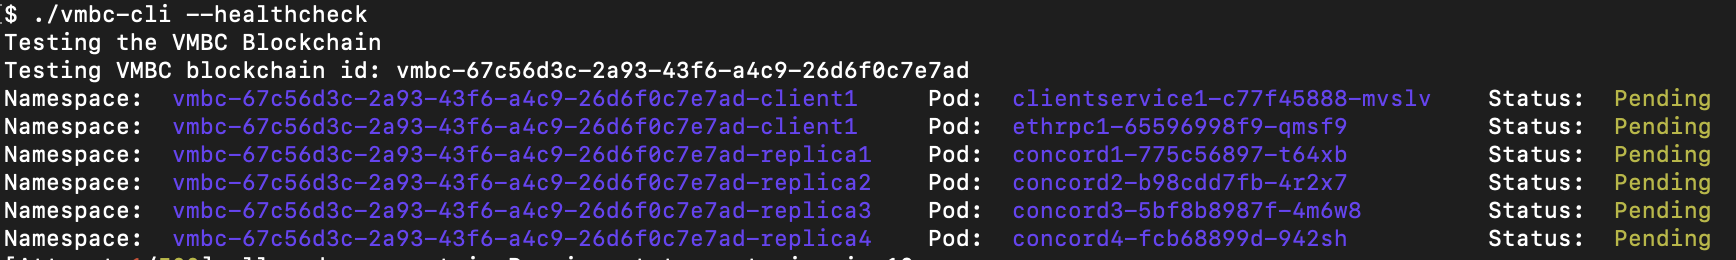 $ ./vmbc-cli --healthcheck
Testing the VMBC Blockchain
Testing VMBC blockchain id: vmbc-67c56d3c-2a93-43f6-a4c9-26d6f0c7e7ad
Namespace: vmbc-67c56d3c-2a93-43f6-a4c9-26d6f0c7e7ad-client1 Pod: clientservice1-c77f45888-mvslv Status: Pending
Namespace: vmbc-67c56d3c-2a93-43f6-a4c9-26d6f0c7e7ad-client1 Pod: ethrpc1-65596998f9-qmsf9 Status: Pending
Namespace: vmbc-67c56d3c-2a93-43f6-a4c9-26d6f0c7e7ad-replica1 Pod: concord1-775c56897-t64xb Status: Pending
Namespace: vmbc-67c56d3c-2a93-43f6-a4c9-26d6f0c7e7ad-replica2 Pod: concord2-b98cdd7fb-4r2x7 Status: Pending
Namespace: vmbc-67c56d3c-2a93-43f6-a4c9-26d6f0c7e7ad-replica3 Pod: concord3-5bf8b8987f-4m6w8 Status: Pending
Namespace: vmbc-67c56d3c-2a93-43f6-a4c9-26d6f0c7e7ad-replica4 Pod: concord4-fcb68899d-942sh Status: Pending